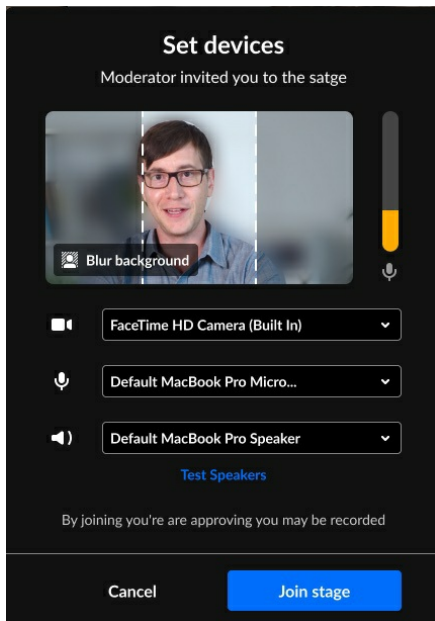 Set devices
Moderator invited you to the satge
Blur background
FaceTime HD Camera (Built In)
Default MacBook Pro Micro...
Default MacBook Pro Speaker
Test Speakers
By joining you're are approving you may be recorded
Cancel
Join stage